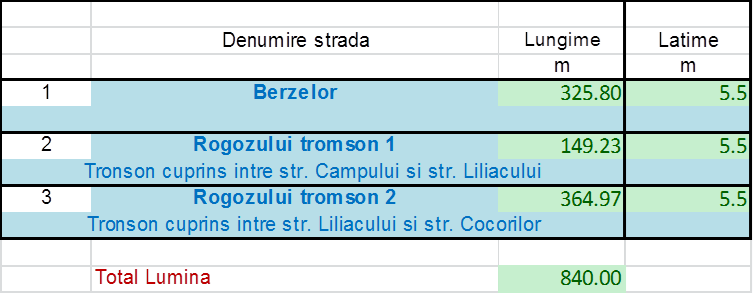 Denumire strada Lungime Latime
m m
1 Berzelor 325.80 5.5
2 Rogozului tromson 1 149.23 5.5
Tronson cuprins intre str. Campului si str. Liliacului
3 Rogozului tromson 2 364.97 5.5
Tronson cuprins intre str. Liliacului si str. Cocorilor
Total Lumina 840.00